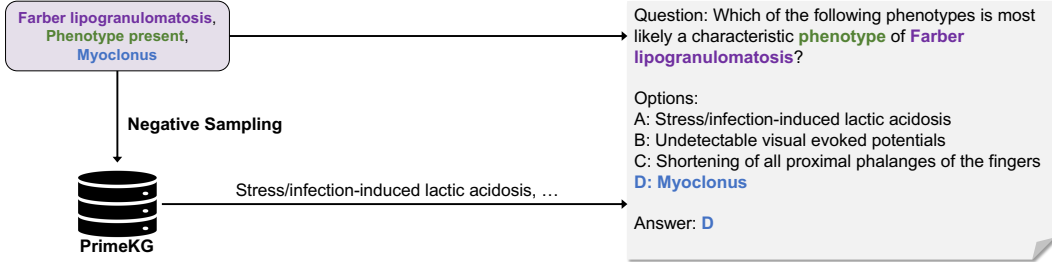 Farber lipogranulomatosis,
Phenotype present,
Myoclonus
Negative Sampling
PrimeKG
Stress/infection-induced lactic acidosis, …
Question: Which of the following phenotypes is most
likely a characteristic phenotype of Farber
lipogranulomatosis?
Options:
A: Stress/infection-induced lactic acidosis
B: Undetectable visual evoked potentials
C: Shortening of all proximal phalanges of the fingers
D: Myoclonus
Answer: D